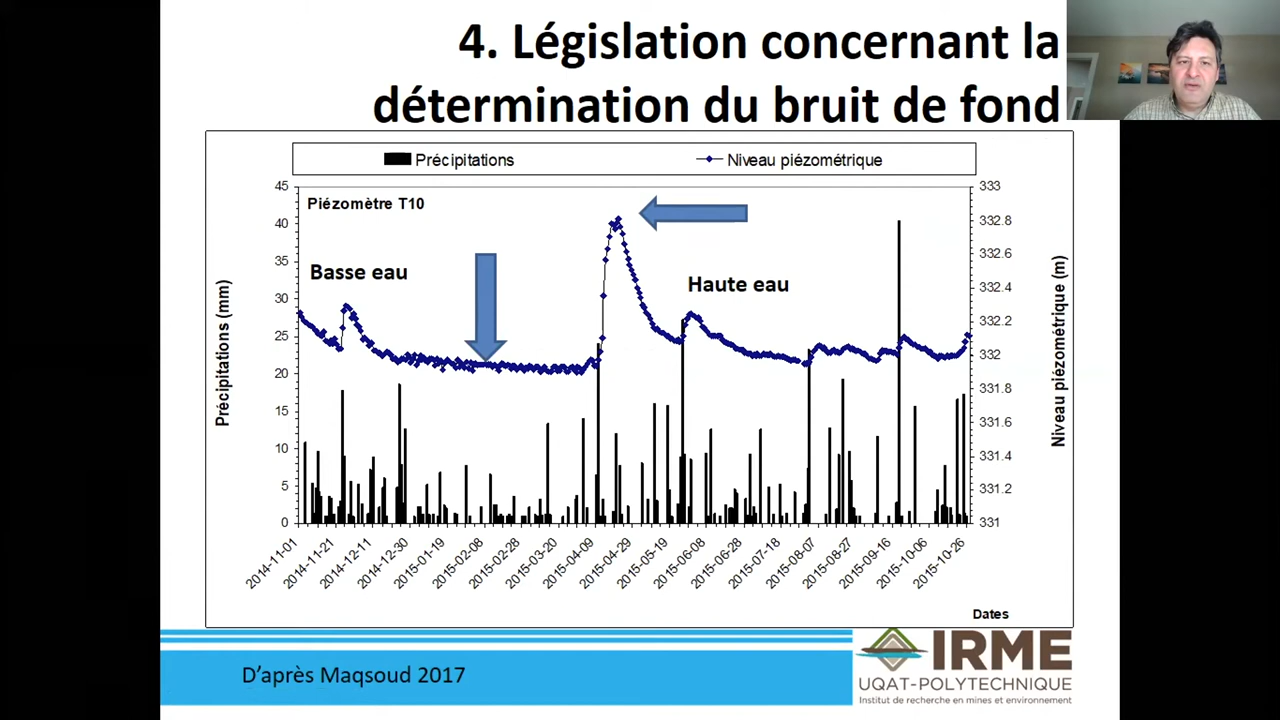 4. Législation concernant la
détermination du bruit de fond
Précipitations
Niveau piézométrique
Piézomètre T10
Basse eau
Haute eau
Précipitations (mm)
45
40
35
30
25
20
15
10
5
0
Niveau piézométrique (m)
333
332.8
332.6
332.4
332.2
332
331.8
331.6
331.4
331.2
331
2014-11-01
2014-11-21
2014-12-11
2014-12-30
2015-01-19
2015-02-08
2015-02-28
2015-03-20
2015-04-09
2015-04-29
2015-05-19
2015-06-08
2015-06-28
2015-07-18
2015-08-07
2015-08-27
2015-09-16
2015-10-06
2015-10-26
Dates
D'après Maqsoud 2017
IRME
UQAT-POLYTECHNIQUE
Institut de recherche en mines et environnement